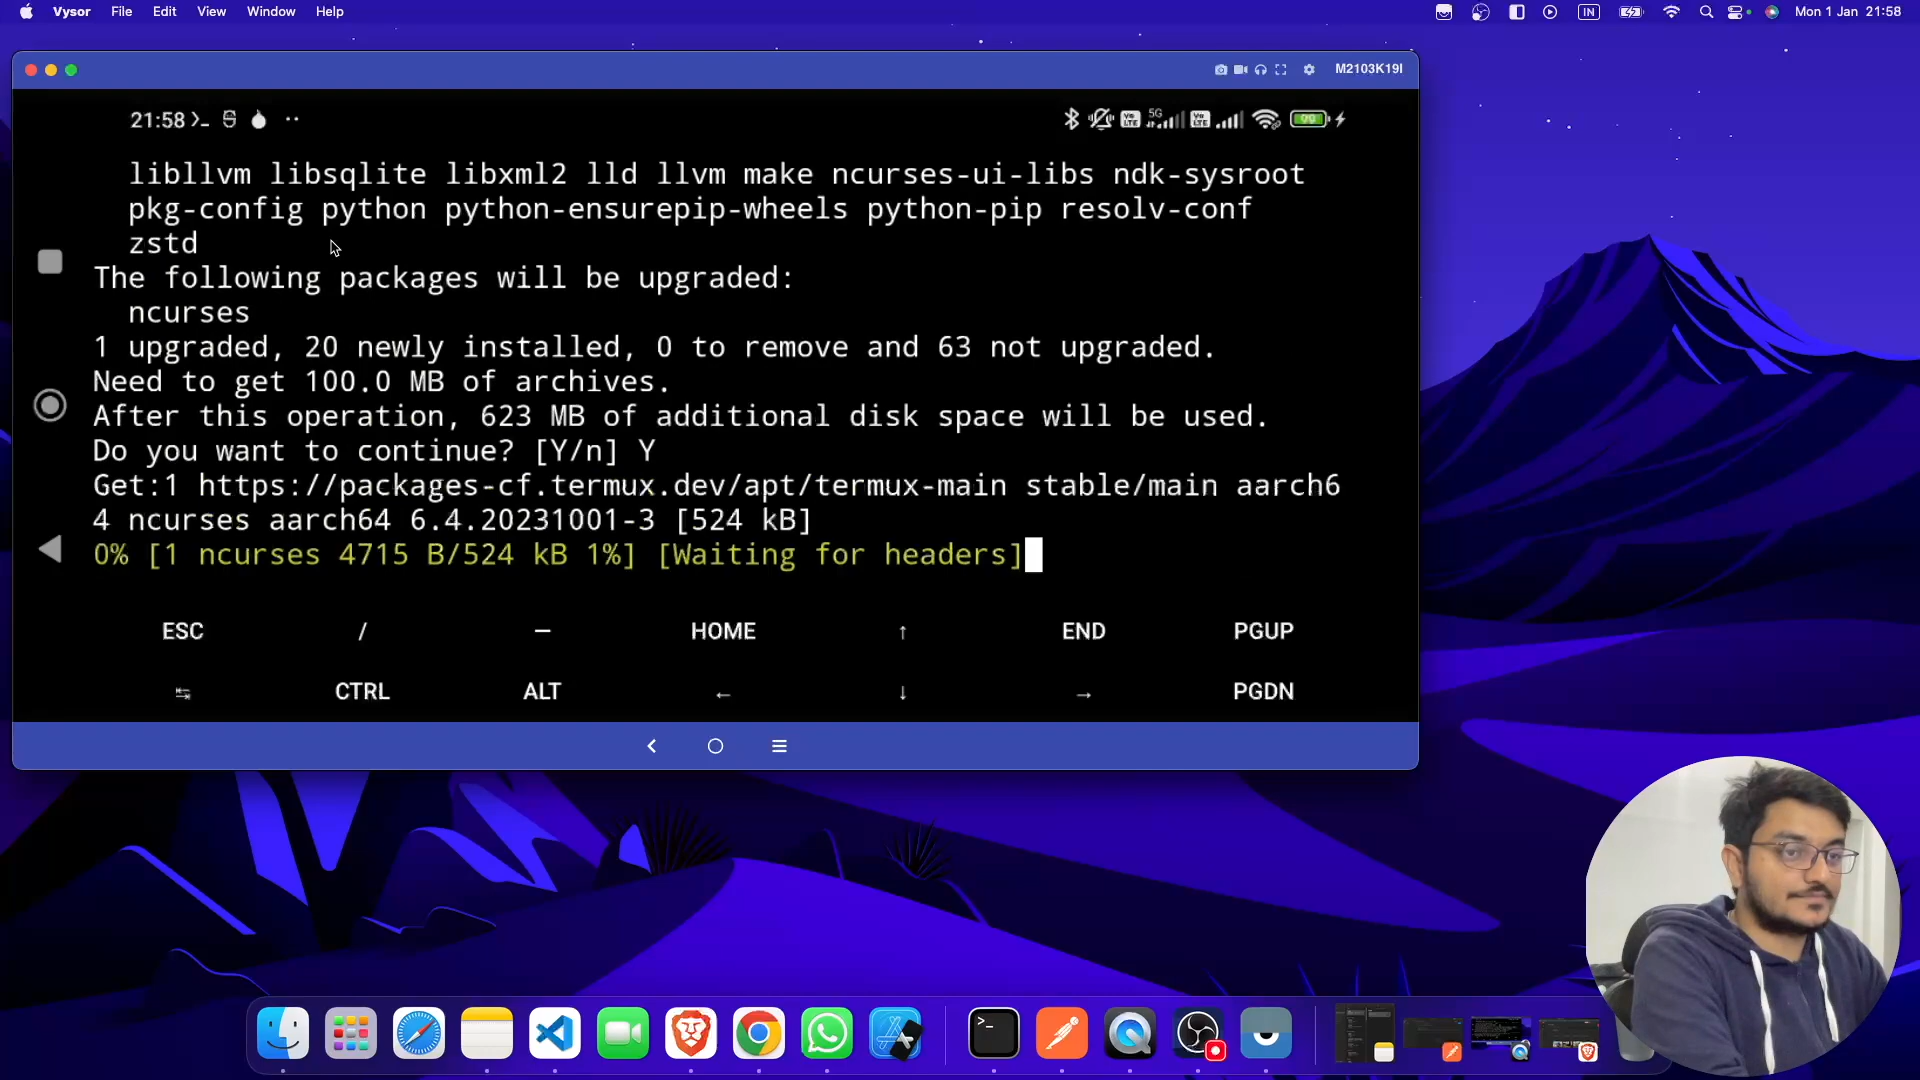 Vysor File Edit View Window Help
IN
Mon 1 Jan 21:58
M2103K19I
21:58
5G
99
libllvm libsqlite libxml2 lld llvm make ncurses-ui-libs ndk-sysroot
pkg-config python python-ensurepip-wheels python-pip resolv-conf
zstd
The following packages will be upgraded:
ncurses
1 upgraded, 20 newly installed, 0 to remove and 63 not upgraded.
Need to get 100.0 MB of archives.
After this operation, 623 MB of additional disk space will be used.
Do you want to continue? [Y/n] Y
Get:1 https://packages-cf.termux.dev/apt/termux-main stable/main aarch6
4 ncurses aarch64 6.4.20231001-3 [524 kB]
0% [1 ncurses 4715 B/524 kB 1%] [Waiting for headers]
ESC / — HOME ↑ END PGUP
↹ CTRL ALT ← ↓ → PGDN